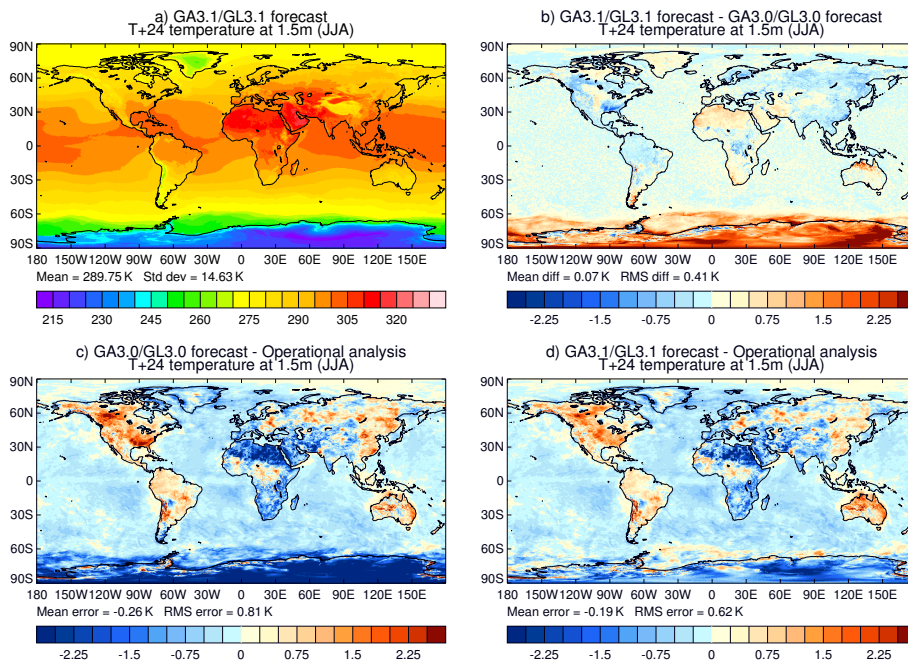 a) GA3.1/GL3.1 forecast
T+24 temperature at 1.5m (JJA)
90N
60N
30N
0
30S
60S
90S
180 150W 120W 90W 60W 30W 0 30E 60E 90E 120E 150E
Mean = 289.75 K Std dev = 14.63 K
215 230 245 260 275 290 305 320
b) GA3.1/GL3.1 forecast - GA3.0/GL3.0 forecast
T+24 temperature at 1.5m (JJA)
90N
60N
30N
0
30S
60S
90S
180 150W 120W 90W 60W 30W 0 30E 60E 90E 120E 150E
Mean diff = 0.07 K RMS diff = 0.41 K
-2.25 -1.5 -0.75 0 0.75 1.5 2.25
c) GA3.0/GL3.0 forecast - Operational analysis
T+24 temperature at 1.5m (JJA)
90N
60N
30N
0
30S
60S
90S
180 150W 120W 90W 60W 30W 0 30E 60E 90E 120E 150E
Mean error = -0.26 K RMS error = 0.81 K
-2.25 -1.5 -0.75 0 0.75 1.5 2.25
d) GA3.1/GL3.1 forecast - Operational analysis
T+24 temperature at 1.5m (JJA)
90N
60N
30N
0
30S
60S
90S
180 150W 120W 90W 60W 30W 0 30E 60E 90E 120E 150E
Mean error = -0.19 K RMS error = 0.62 K
-2.25 -1.5 -0.75 0 0.75 1.5 2.25